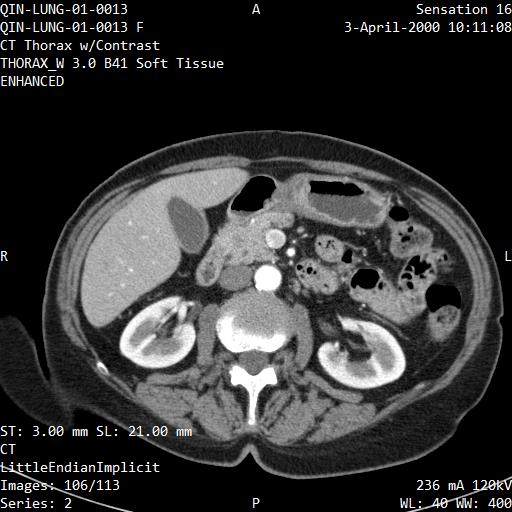 QIN-LUNG-01-0013 A Sensation 16
QIN-LUNG-01-0013 F 3-April-2000 10:11:08
CT Thorax w/Contrast
THORAX_W 3.0 B41 Soft Tissue
ENHANCED
R L
ST: 3.00 mm SL: 21.00 mm
CT
LittleEndianImplicit
Images: 106/113 236 mA 120kV
Series: 2 P WL: 40 WW: 400